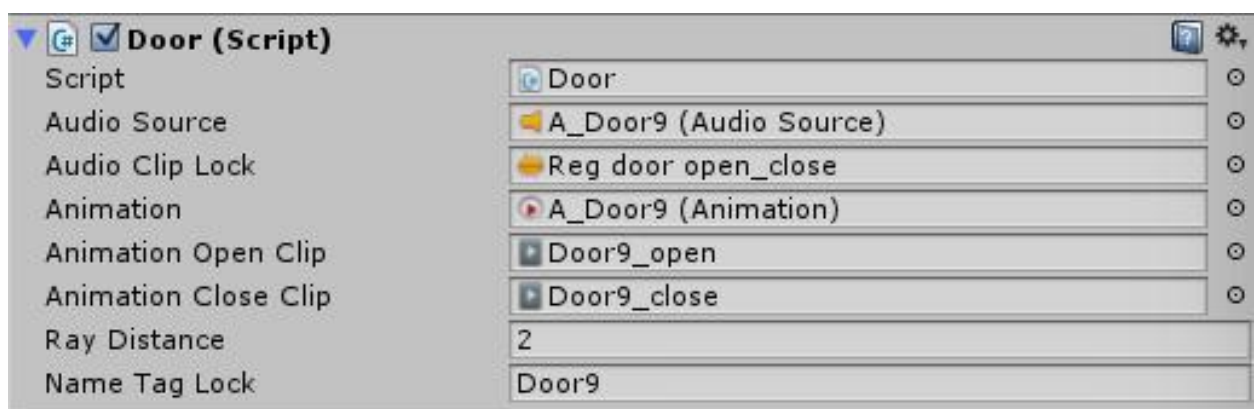 Door (Script)
Script Door
Audio Source A_Door9 (Audio Source)
Audio Clip Lock Reg door open_close
Animation A_Door9 (Animation)
Animation Open Clip Door9_open
Animation Close Clip Door9_close
Ray Distance 2
Name Tag Lock Door9